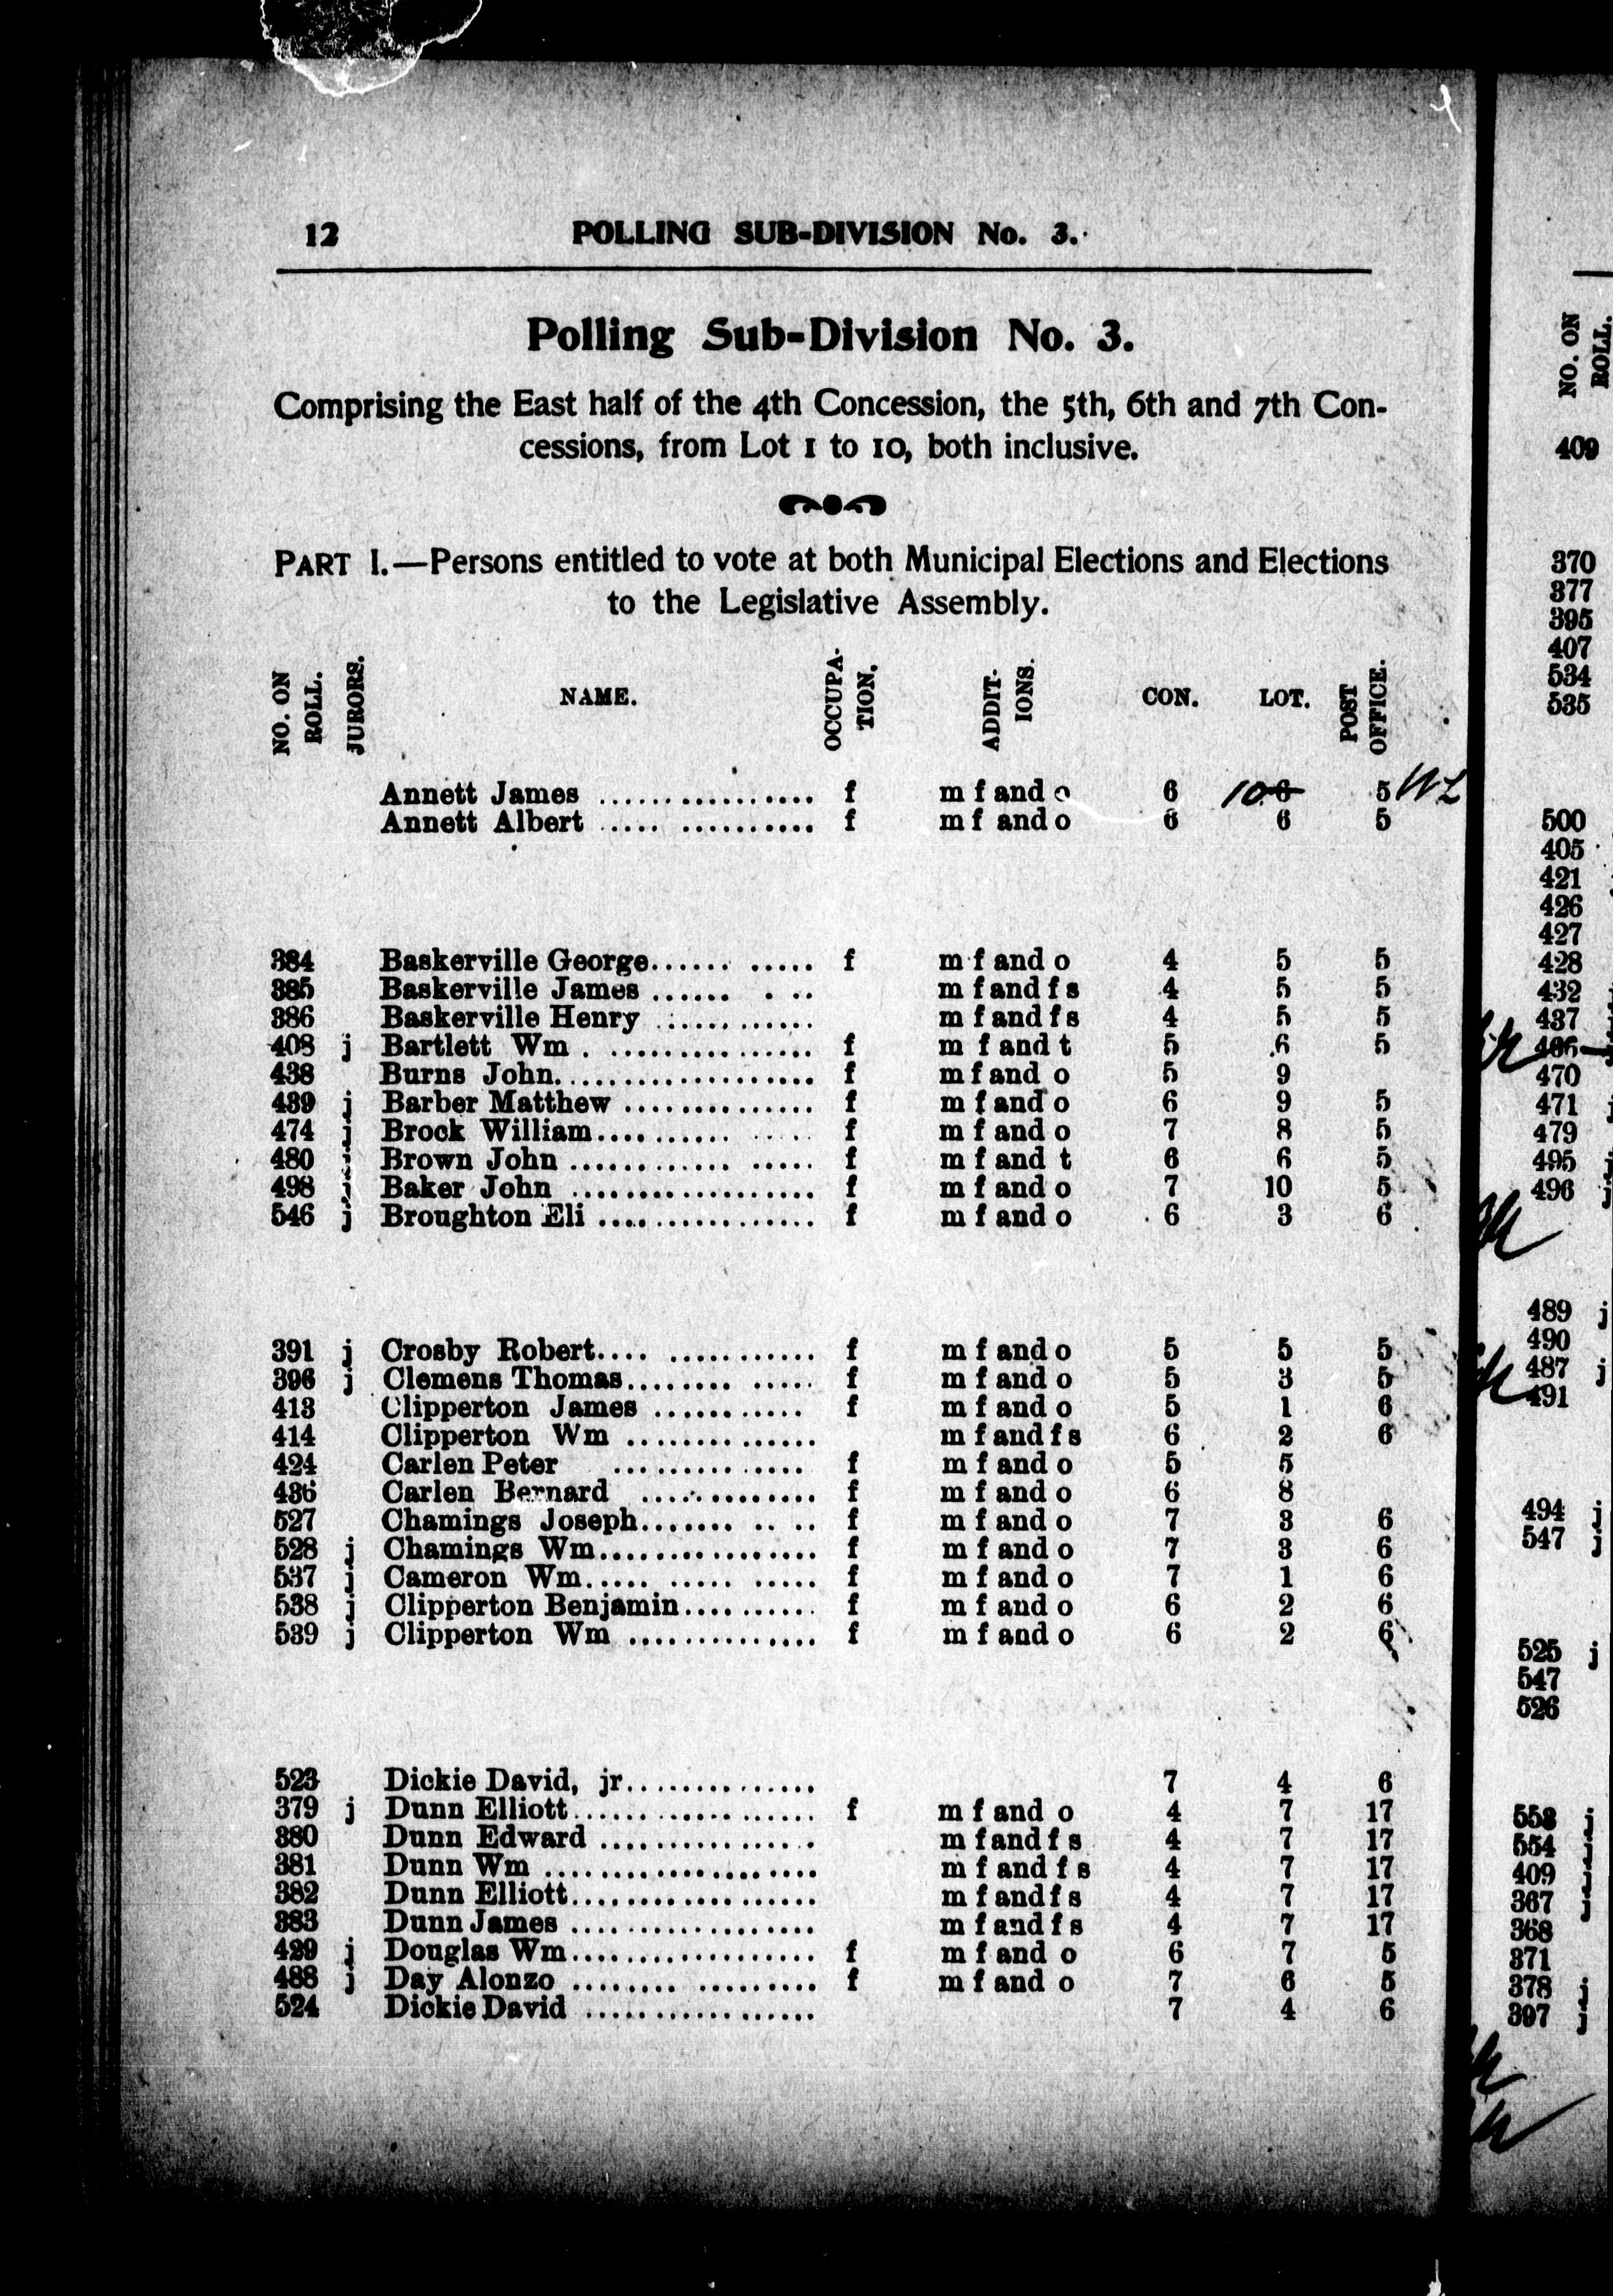 12 POLLING SUB-DIVISION No. 3.
Polling Sub-Division No. 3.
Comprising the East half of the 4th Concession, the 5th, 6th and 7th Con-
cessions, from Lot 1 to 10, both inclusive.
PART I.—Persons entitled to vote at both Municipal Elections and Elections
to the Legislative Assembly.
NO. ON ROLL. JURORS. NAME. OCCUPA-TION. ADDIT-IONS. CON. LOT. POST OFFICE.
Annett James ................. f m f and o 6 10 6 5
Annett Albert ..... .......... f m f and o 6 6 5
384 Baskerville George...... ..... f m f and o 4 5 5
385 Baskerville James ...... . .. m f and f s 4 5 5
386 Baskerville Henry ........... m f and f s 4 5 5
408 j Bartlett Wm . ............... f m f and t 5 6 5
438 Burns John.................... f m f and o 5 9
439 j Barber Matthew ............... f m f and o 6 9 5
474 j Brock William........... ..... f m f and o 7 8 5
480 j Brown John ............. ..... f m f and t 6 6 5
498 j Baker John ................... f m f and o 7 10 5
546 j Broughton Eli ................. f m f and o 6 3 6
391 j Crosby Robert.... ........... f m f and o 5 5 5
396 j Clemens Thomas........ ..... f m f and o 5 3 5
413 Clipperton James ........... f m f and o 5 1 6
414 Clipperton Wm .............. m f and f s 6 2 6
424 Carlen Peter .............. f m f and o 5 5
436 Carlen Bernard ............. f m f and o 6 8
527 Chamings Joseph....... .. .. f m f and o 7 3 6
528 j Chamings Wm................ f m f and o 7 3 6
537 j Cameron Wm..... ..... ..... f m f and o 7 1 6
538 j Clipperton Benjamin.......... f m f and o 6 2 6
539 j Clipperton Wm .............. f m f and o 6 2 6
523 Dickie David, jr.............. 7 4 6
379 j Dunn Elliott................... f m f and o 4 7 17
380 Dunn Edward ................ m f and f s 4 7 17
381 Dunn Wm ..................... m f and f s 4 7 17
382 Dunn Elliott................... m f and f s 4 7 17
383 Dunn James ................... m f and f s 4 7 17
429 j Douglas Wm................... f m f and o 6 7 5
488 j Day Alonzo ........ ......... f m f and o 7 6 5
524 Dickie David .................. 7 4 6
NO. ON ROLL.
409
370
377
395
407
534
535
500
405
421
426
427
428
432
437
466
470
471 j
479
495 j
496 j
489 j
490
487 j
491
494 j
547 j
525 j
547
526
553 j
554 j
409 j
367 j
368
371
378 j
397 j